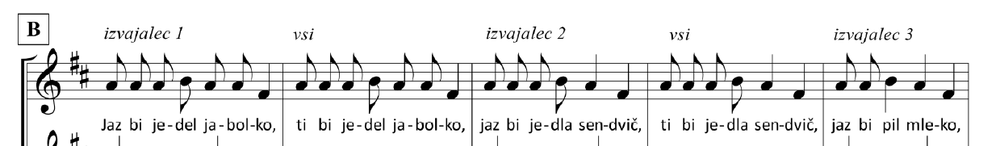 B
izvajalec 1 vsi izvajalec 2 vsi izvajalec 3
Jaz bi je-del ja-bol-ko, ti bi je-del ja-bol-ko, jaz bi je-dla sen-dvič, ti bi je-dla sen-dvič, jaz bi pil mle-ko,